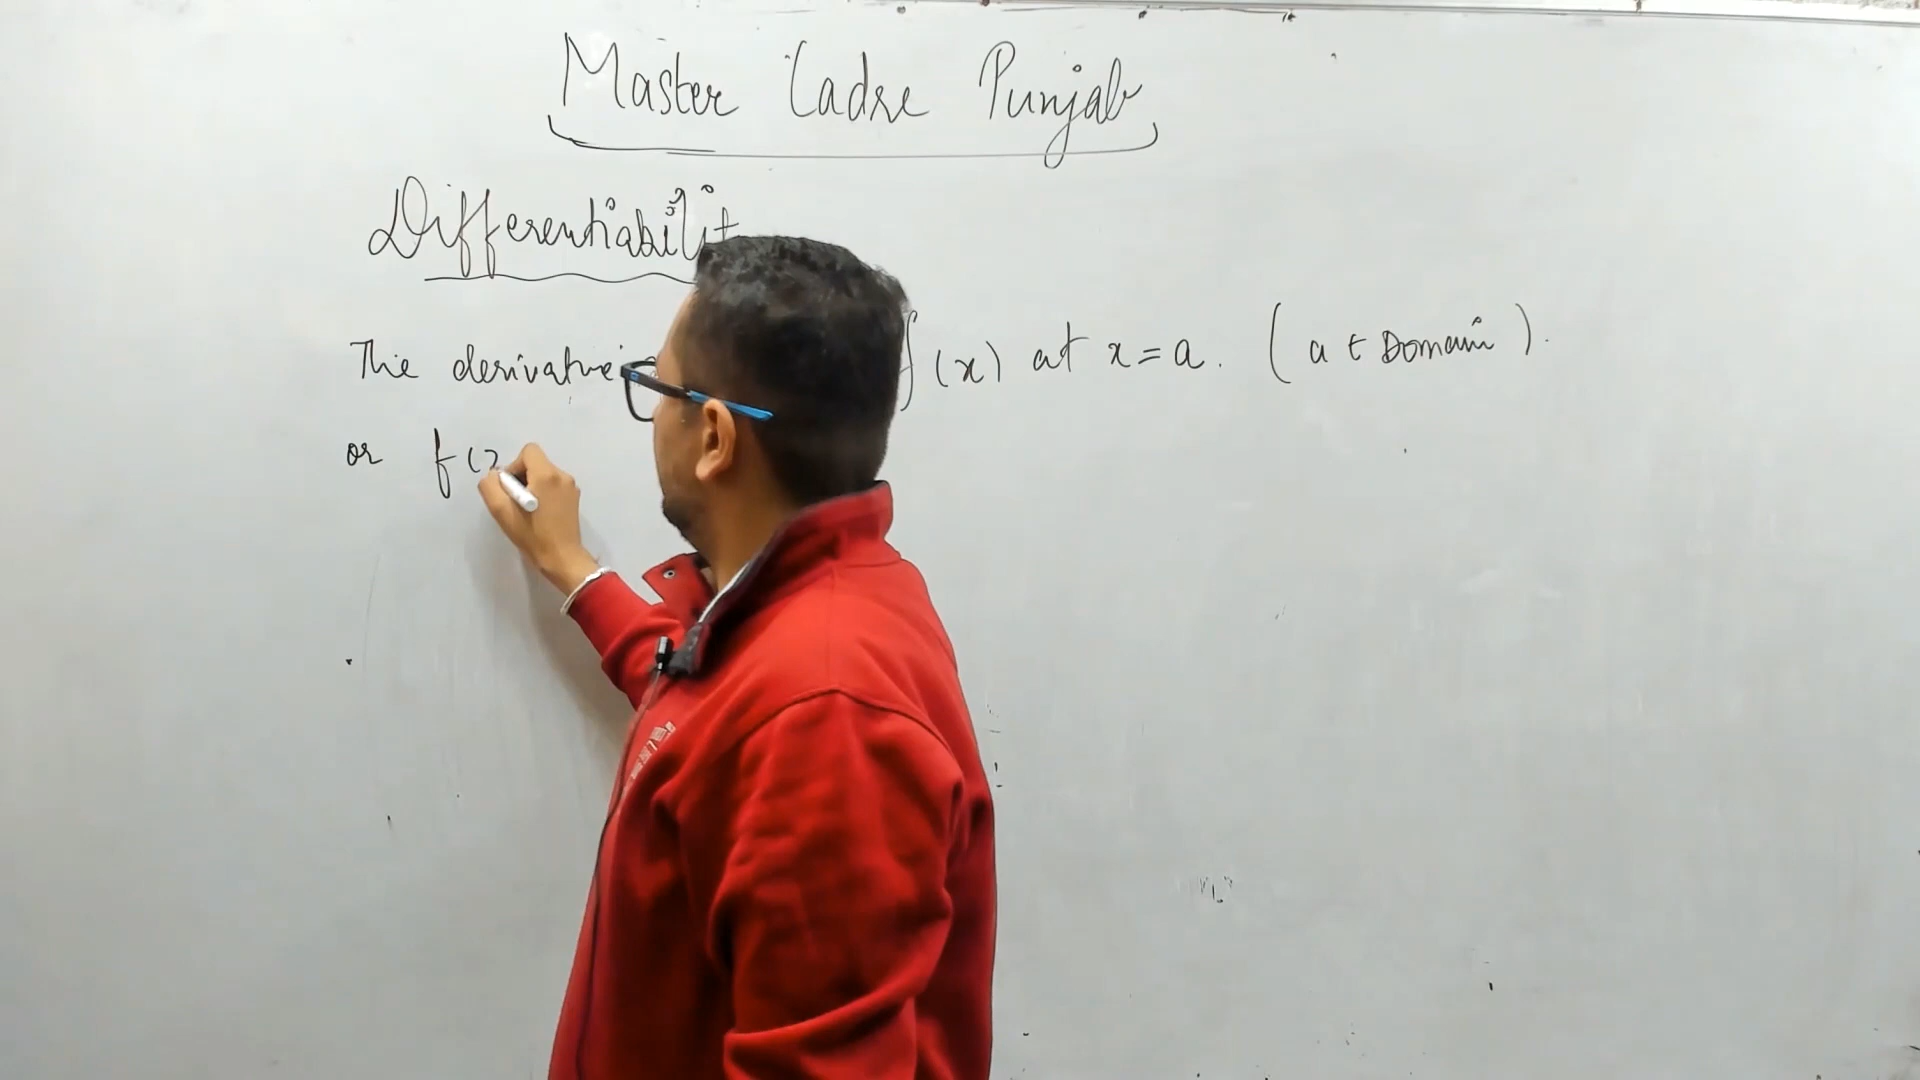 Master Cadre Punjab
Differentiabilit
The derivative f(x) at x = a. (a ∈ Domain).
or f(